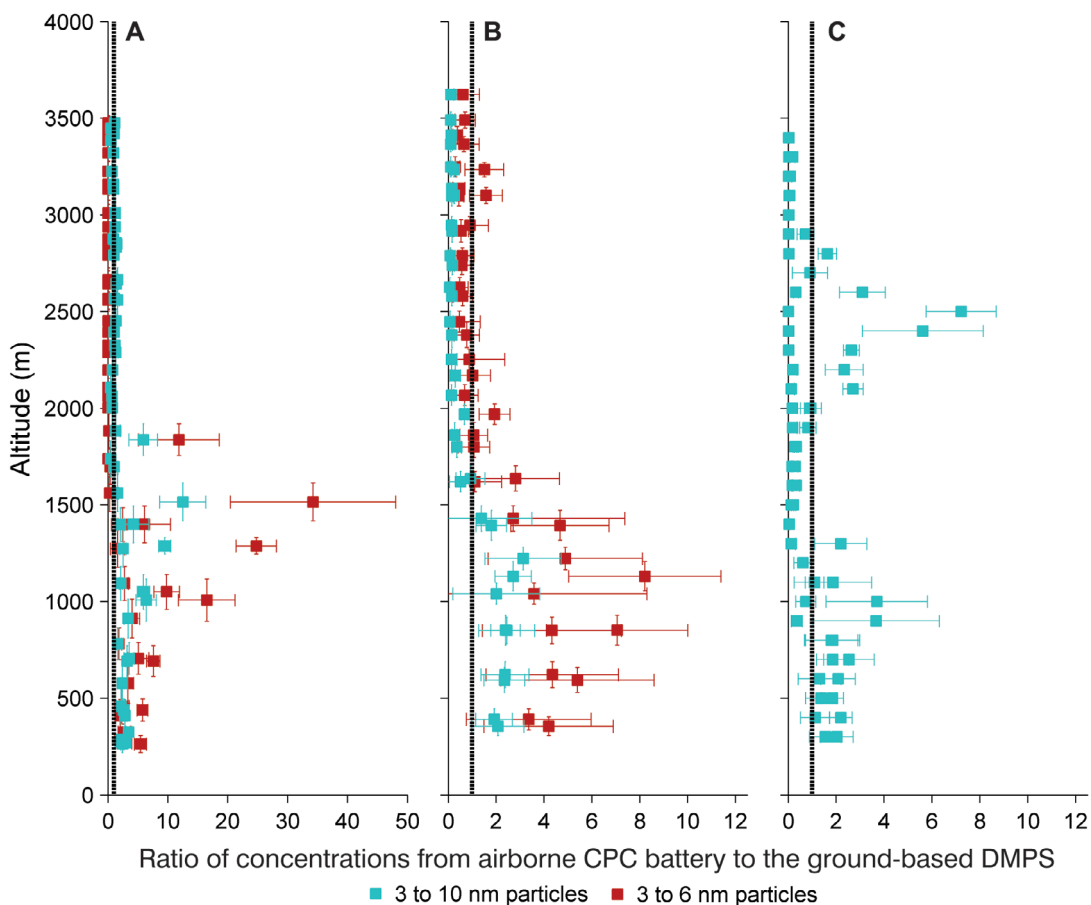 A
B
C
4000
3500
3000
2500
2000
1500
1000
500
0
Altitude (m)
0 10 20 30 40 50
0 2 4 6 8 10 12
0 2 4 6 8 10 12
Ratio of concentrations from airborne CPC battery to the ground-based DMPS
3 to 10 nm particles 3 to 6 nm particles